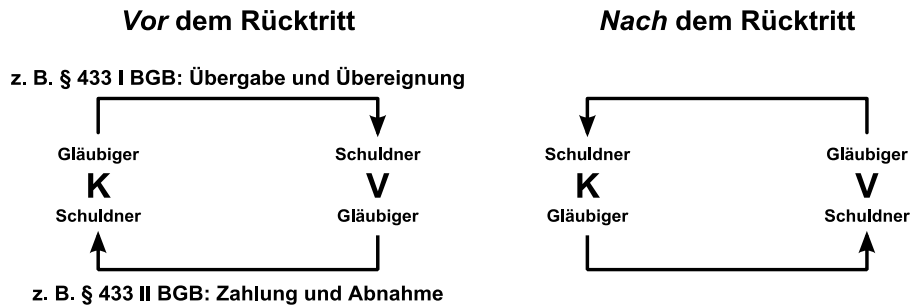 Vor dem Rücktritt
Nach dem Rücktritt
z. B. § 433 I BGB: Übergabe und Übereignung
Gläubiger
Schuldner
K
V
Schuldner
Gläubiger
z. B. § 433 II BGB: Zahlung und Abnahme
Schuldner
Gläubiger
K
V
Gläubiger
Schuldner